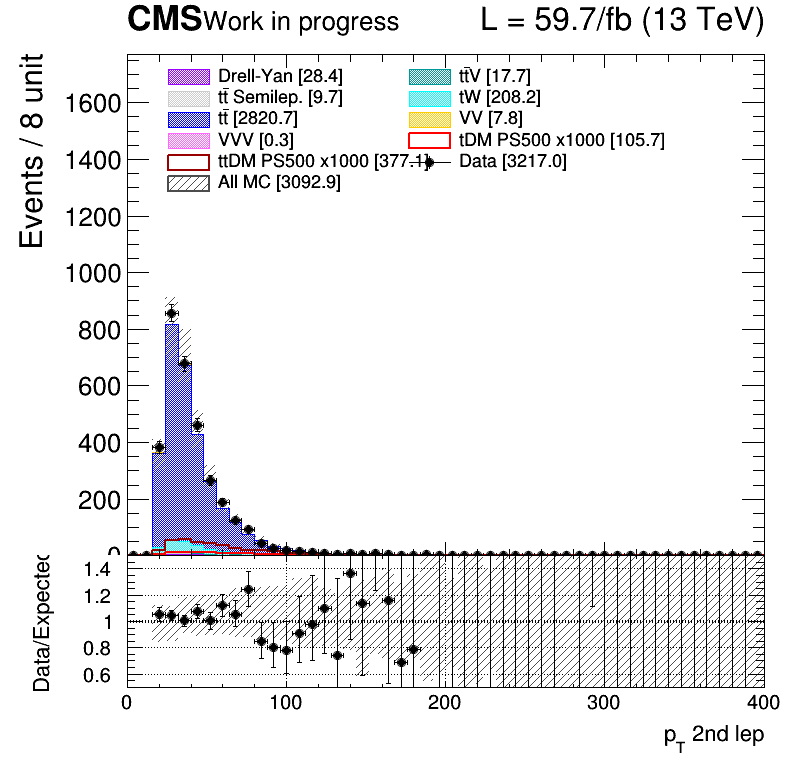 CMS Work in progress L = 59.7/fb (13 TeV)
Events / 8 unit
Drell-Yan [28.4] tt̄V [17.7]
tt̄ Semilep. [9.7] tW [208.2]
tt̄ [2820.7] VV [7.8]
VVV [0.3] tDM PS500 x1000 [105.7]
ttDM PS500 x1000 [377.1] Data [3217.0]
All MC [3092.9]
1600
1400
1200
1000
800
600
400
200
0
Data/Expected
1.4
1.2
1
0.8
0.6
0 100 200 300 400
p_T 2nd lep